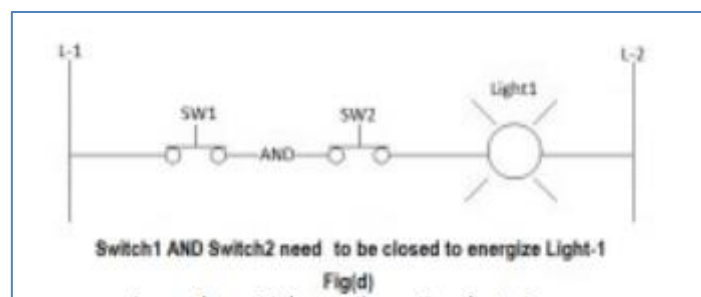 L-1
L-2
Light1
SW1
SW2
AND
Switch1 AND Switch2 need to be closed to energize Light-1
Fig(d)